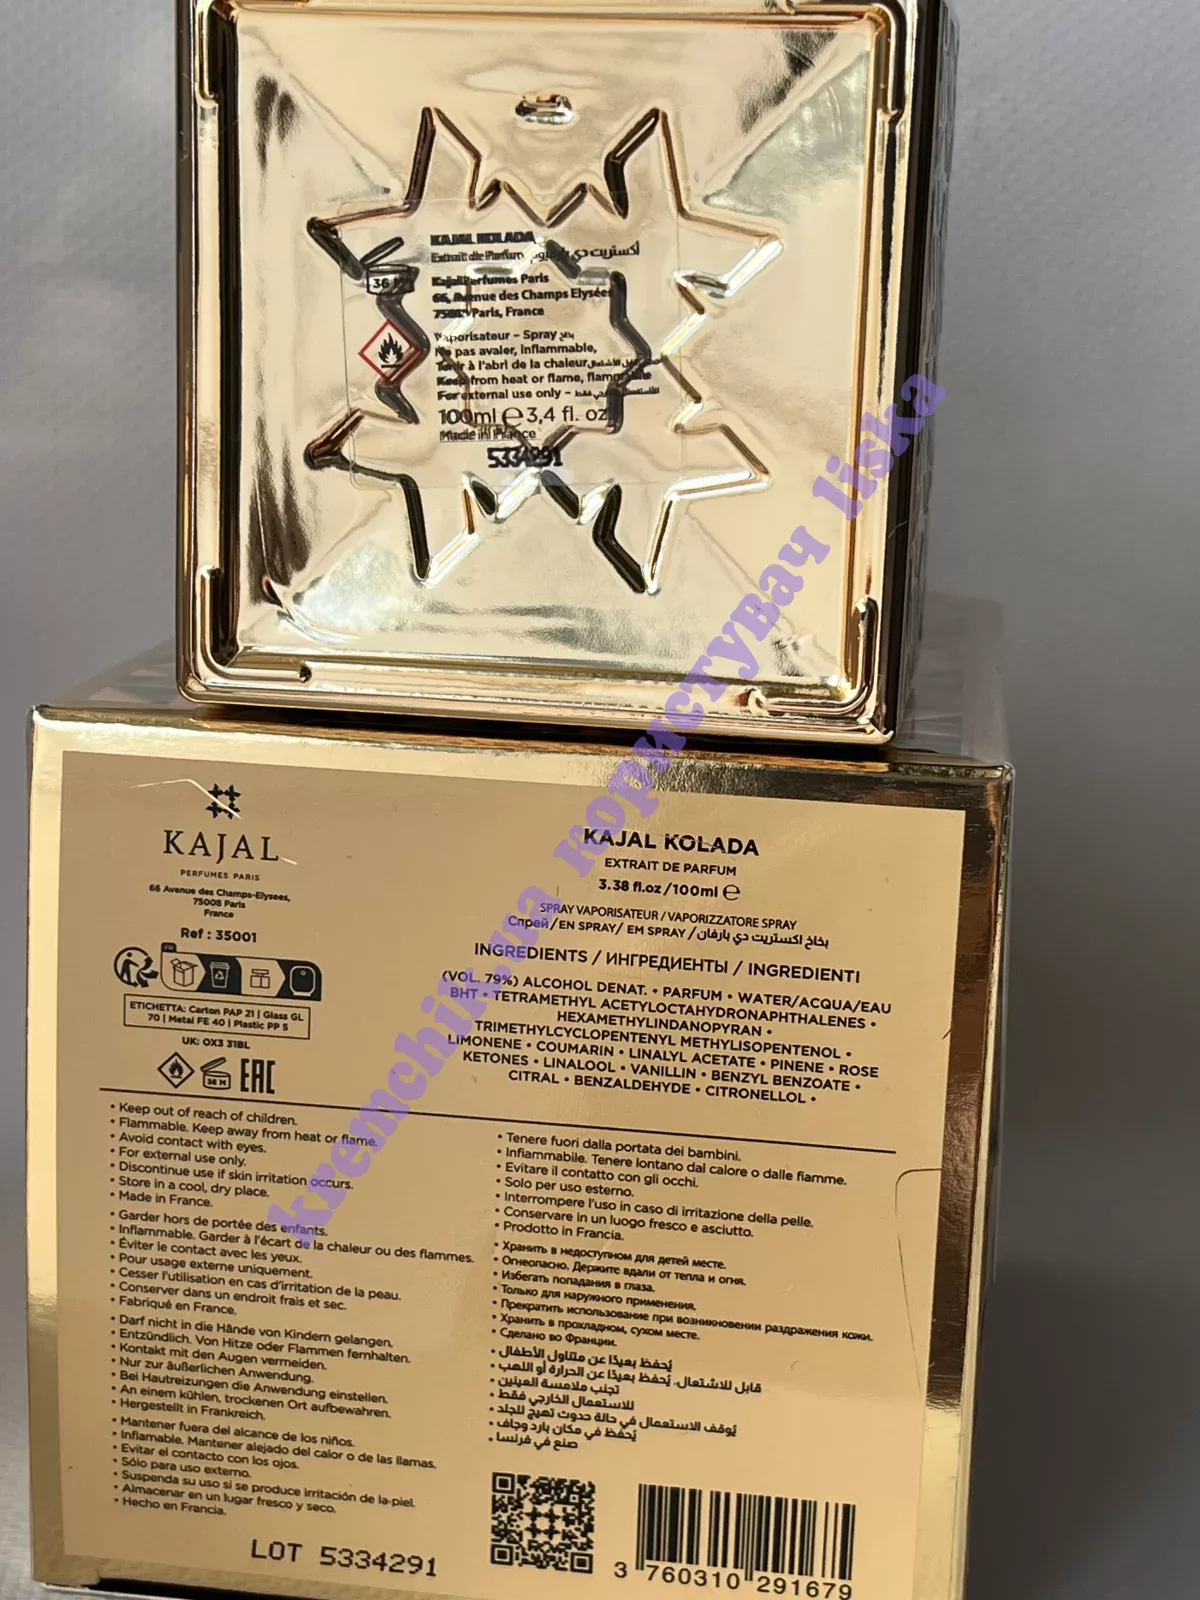 KAJAL KOLADA
Extrait de Parfum أكستريت دي
36
Kajal Perfumes Paris
66, Avenue des Champs Elysées
Paris, France
Vaporisateur – Spray
Ne pas avaler, inflammable,
Tenir à l'abri de la chaleur
Keep from heat or flame,
For external use only –
100ml e 3,4 fl. oz
Made in France
5334291
KAJAL
PERFUMES PARIS
66 Avenue des Champs-Elysees,
75008 Paris
France
Ref : 35001
FR
ETICHETTA: Carton PAP 21 | Glass GL
70 | Metal FE 40 | Plastic PP 5
UK: OX3 31BL
36 M
EAC
KAJAL KOLADA
EXTRAIT DE PARFUM
3.38 fl.oz/100ml e
SPRAY VAPORISATEUR / VAPORIZZATORE SPRAY
Спрей/EN SPRAY/ EM SPRAY / بخاخ اكستريت دي بارفان
INGREDIENTS / ИНГРЕДИЕНТЫ / INGREDIENTI
(VOL. 79%) ALCOHOL DENAT. • PARFUM • WATER/ACQUA/EAU
BHT • TETRAMETHYL ACETYLOCTAHYDRONAPHTHALENES •
HEXAMETHYLINDANOPYRAN •
TRIMETHYLCYCLOPENTENYL METHYLISOPENTENOL •
LIMONENE • COUMARIN • LINALYL ACETATE • PINENE • ROSE
KETONES • LINALOOL • VANILLIN • BENZYL BENZOATE •
CITRAL • BENZALDEHYDE • CITRONELLOL •
• Keep out of reach of children.
• Flammable. Keep away from heat or flame.
• Avoid contact with eyes.
• For external use only.
• Discontinue use if skin irritation occurs.
• Store in a cool, dry place.
• Made in France.
• Garder hors de portée des enfants.
• Inflammable. Garder à l'écart de la chaleur ou des flammes.
• Éviter le contact avec les yeux.
• Pour usage externe uniquement.
• Cesser l'utilisation en cas d'irritation de la peau.
• Conserver dans un endroit frais et sec.
• Fabriqué en France.
• Darf nicht in die Hände von Kindern gelangen.
• Entzündlich. Von Hitze oder Flammen fernhalten.
• Kontakt mit den Augen vermeiden.
• Nur zur äußerlichen Anwendung.
• Bei Hautreizungen die Anwendung einstellen.
• An einem kühlen, trockenen Ort aufbewahren.
• Hergestellt in Frankreich.
• Mantener fuera del alcance de los niños.
• Inflamable. Mantener alejado del calor o de las llamas.
• Evitar el contacto con los ojos.
• Sólo para uso externo.
• Suspenda su uso si se produce irritación de la-piel.
• Almacenar en un lugar fresco y seco.
• Hecho en Francia.
• Tenere fuori dalla portata dei bambini.
• Infiammabile. Tenere lontano dal calore o dalle fiamme.
• Evitare il contatto con gli occhi.
• Solo per uso esterno.
• Interrompere l'uso in caso di irritazione della pelle.
• Conservare in un luogo fresco e asciutto.
• Prodotto in Francia.
• Хранить в недоступном для детей месте.
• Огнеопасно. Держите вдали от тепла и огня.
• Избегать попадания в глаза.
• Только для наружного применения.
• Прекратить использование при возникновении раздражения кожи.
• Хранить в прохладном, сухом месте.
• Сделано во Франции.
• يُحفظ بعيدًا عن متناول الأطفال
• قابل للاشتعال. يُحفظ بعيدًا عن الحرارة أو اللهب
• تجنب ملامسة العينين
• للاستعمال الخارجي فقط
• يُوقف الاستعمال في حالة حدوث تهيج للجلد
• يُحفظ في مكان بارد وجاف
• صنع في فرنسا
LOT 5334291
3 760310 291679
kremchik.ua користувач liska